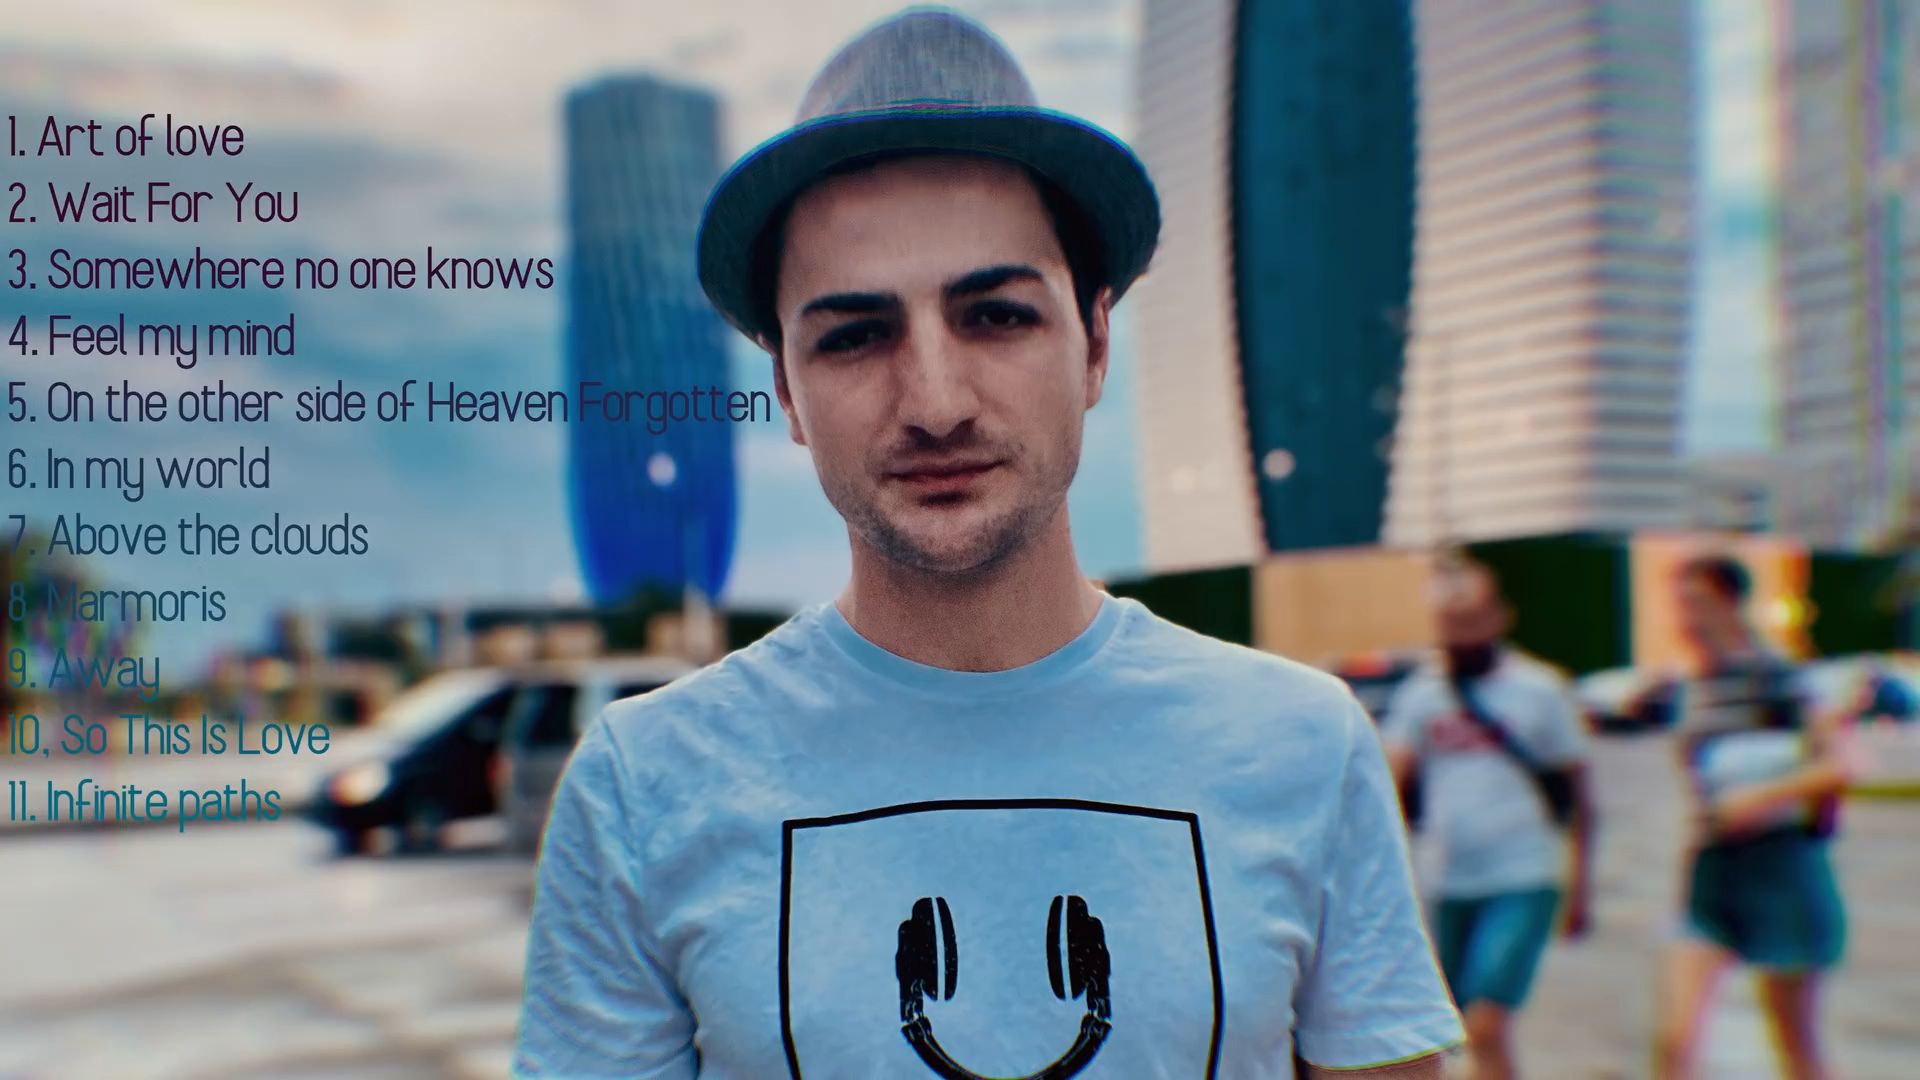 1. Art of love
2. Wait For You
3. Somewhere no one knows
4. Feel my mind
5. On the other side of Heaven Forgotten
6. In my world
7. Above the clouds
8. Marmoris
9. Away
10, So This Is Love
11. Infinite paths